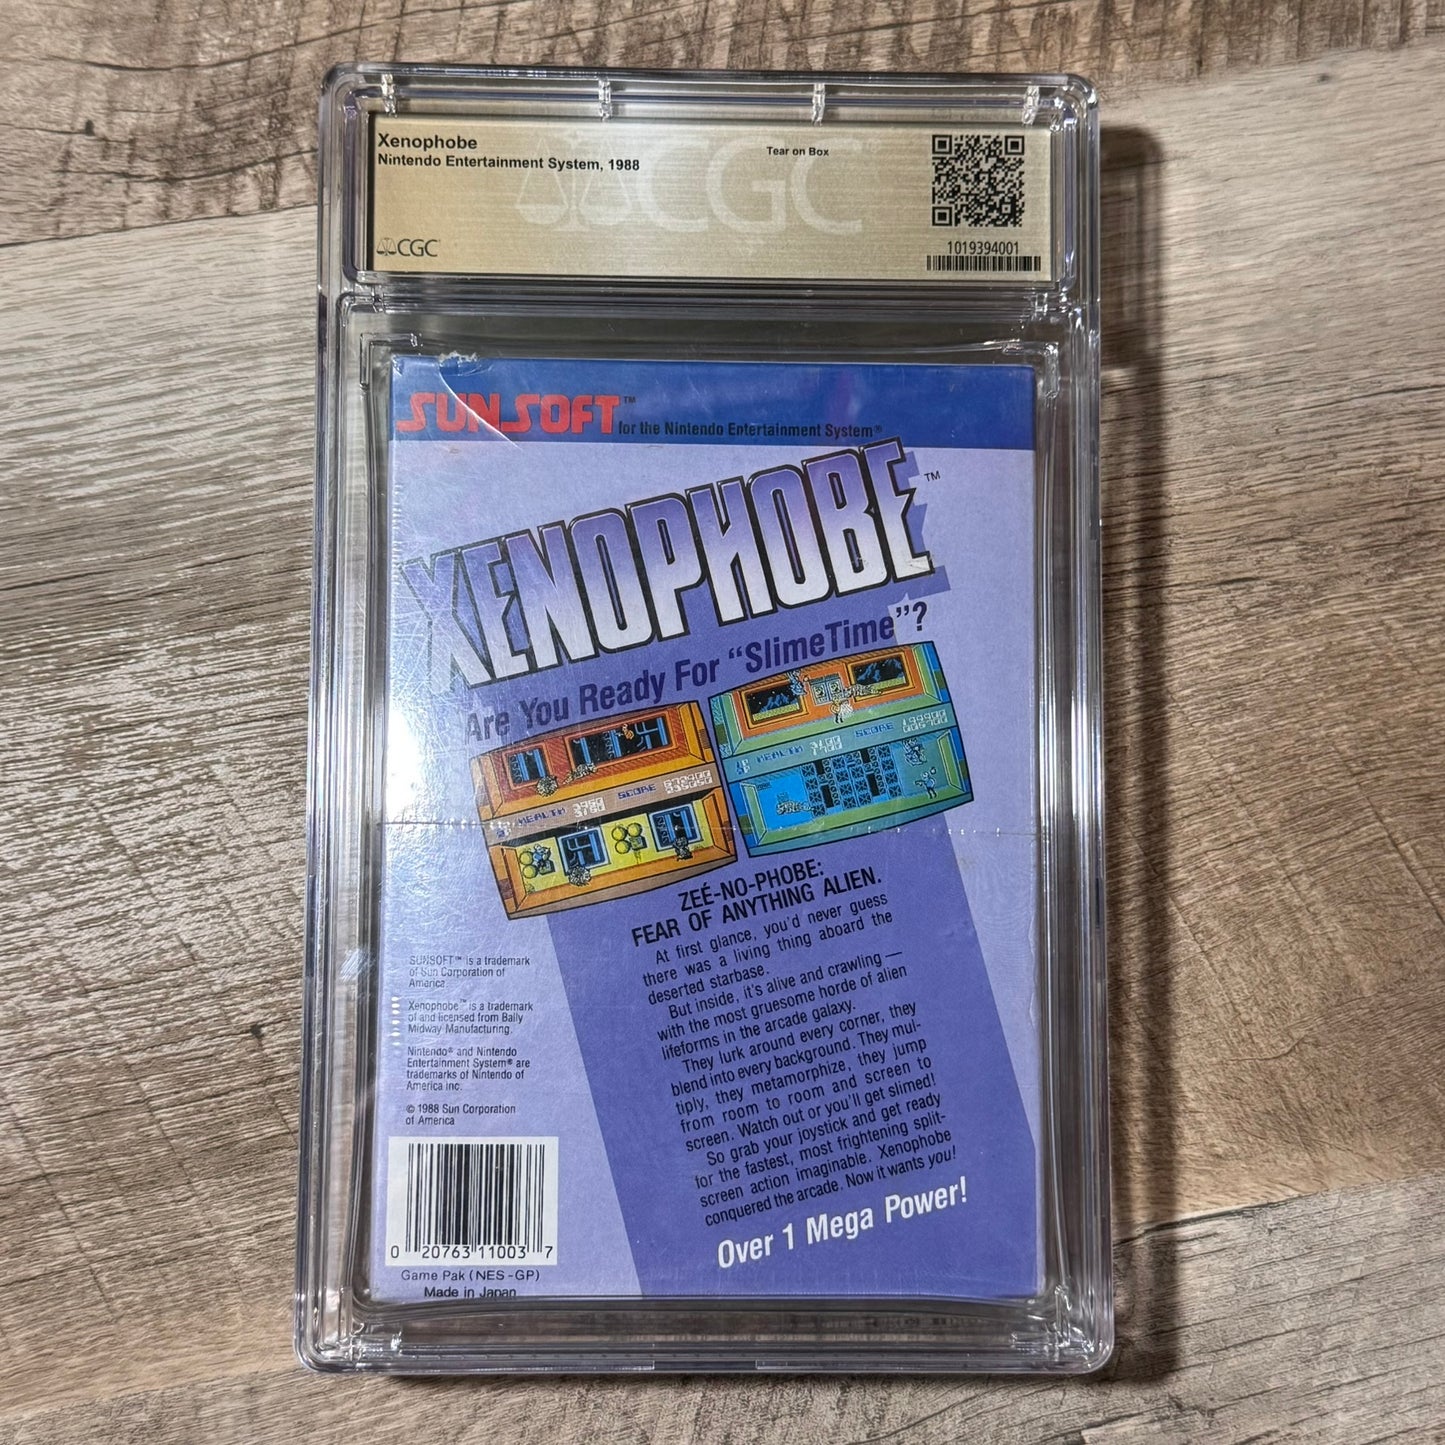 Xenophobe
Nintendo Entertainment System, 1988
Tear on Box
CGC
CGC
1019394001
SUNSOFT™
for the Nintendo Entertainment System®
XENOPHOBE™
Are You Ready For “SlimeTime”?
HEALTH
SCORE
HEALTH
SCORE
ZEÉ-NO-PHOBE:
FEAR OF ANYTHING ALIEN.
At first glance, you'd never guess
there was a living thing aboard the
deserted starbase.
But inside, it's alive and crawling —
with the most gruesome horde of alien
lifeforms in the arcade galaxy.
They lurk around every corner, they
blend into every background. They mul-
tiply, they metamorphize, they jump
from room to room and screen to
screen. Watch out or you'll get slimed!
So grab your joystick and get ready
for the fastest, most frightening split-
screen action imaginable. Xenophobe
conquered the arcade. Now it wants you!
Over 1 Mega Power!
SUNSOFT™ is a trademark
of Sun Corporation of
America
Xenophobe™ is a trademark
of and licensed from Bally
Midway Manufacturing.
Nintendo® and Nintendo
Entertainment System® are
trademarks of Nintendo of
America Inc.
© 1988 Sun Corporation
of America
0 20763 11003 7
Game Pak (NES-GP)
Made in Japan